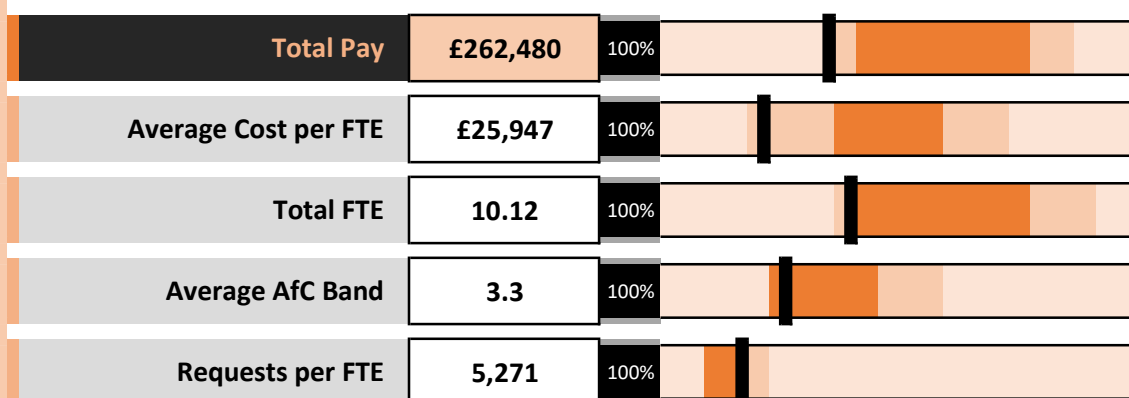 Total Pay £262,480 100%
Average Cost per FTE £25,947 100%
Total FTE 10.12 100%
Average AfC Band 3.3 100%
Requests per FTE 5,271 100%